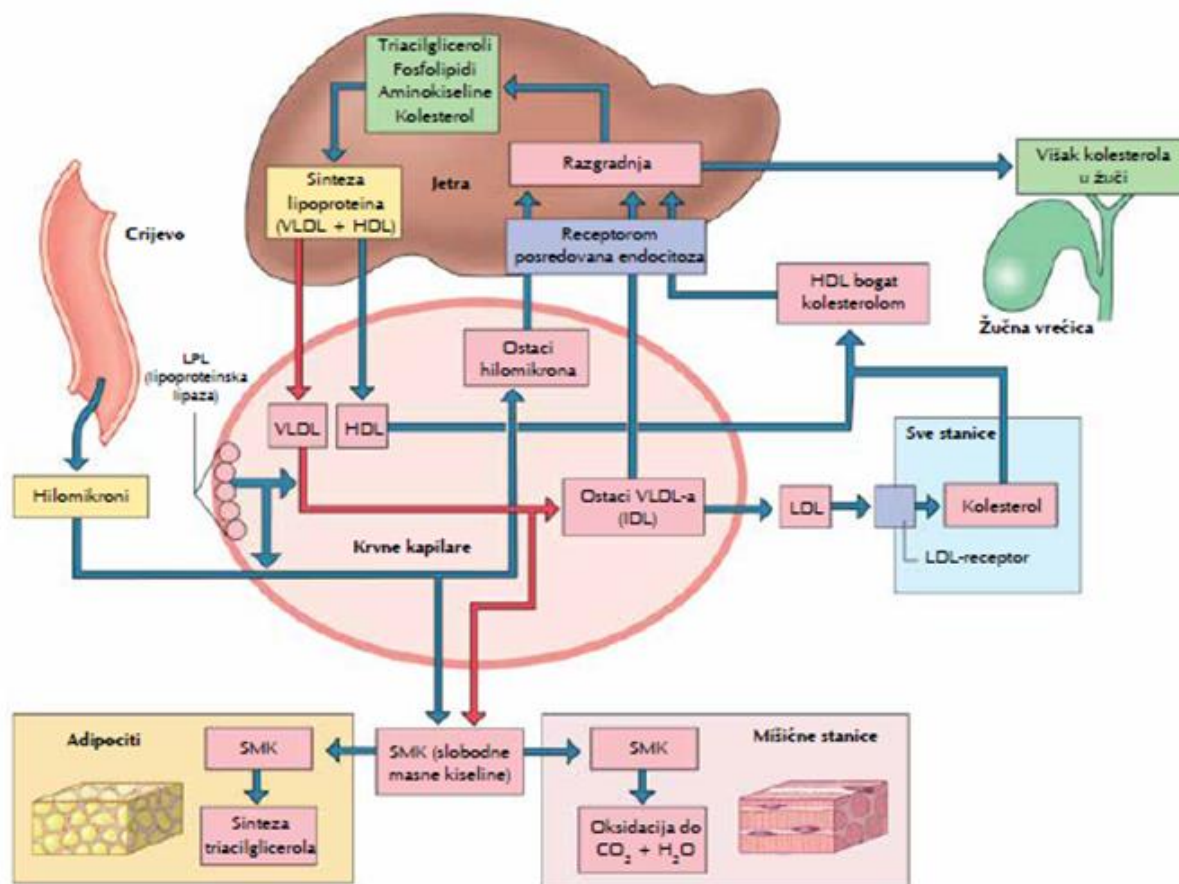 Triacilgliceroli
Fosfolipidi
Aminokiseline
Kolesterol
Razgradnja
Višak kolesterola
u žuči
Sinteza
lipoproteina
(VLDL + HDL)
Jetra
Crijevo
Receptorom
posredovana endocitoza
HDL bogat
kolesterolom
Žučna vrećica
LPL
(lipoproteinska
lipaza)
Ostaci
hilomikrona
VLDL
HDL
Sve stanice
Hilomikroni
Ostaci VLDL-a
(IDL)
LDL
Kolesterol
Krvne kapilare
LDL-receptor
Adipociti
SMK
SMK (slobodne
masne kiseline)
SMK
Mišićne stanice
Sinteza
triacilglicerola
Oksidacija do
CO₂ + H₂O